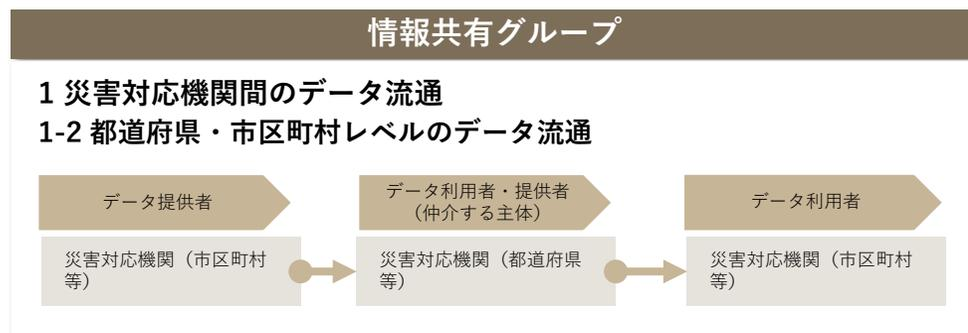 情報共有グループ
1 災害対応機関間のデータ流通
1-2 都道府県・市区町村レベルのデータ流通
データ提供者
データ利用者・提供者
（仲介する主体）
データ利用者
災害対応機関（市区町村
等）
災害対応機関（都道府県
等）
災害対応機関（市区町村
等）